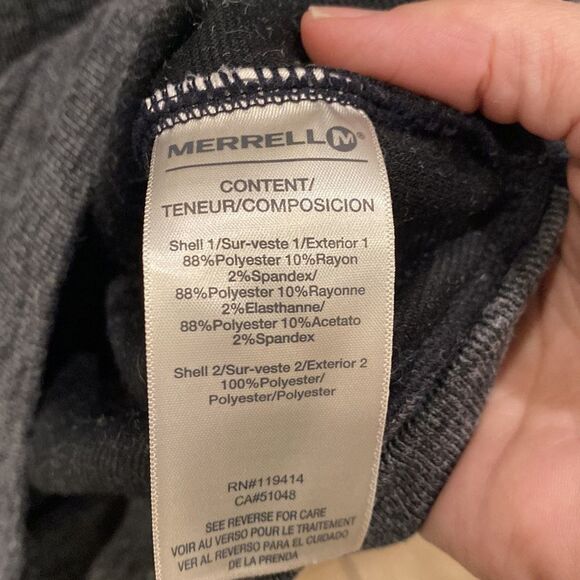 MERRELL M®
CONTENT/
TENEUR/COMPOSICION
Shell 1/Sur-veste 1/Exterior 1
88%Polyester 10%Rayon
2%Spandex/
88%Polyester 10%Rayonne
2%Elasthanne/
88%Polyester 10%Acetato
2%Spandex
Shell 2/Sur-veste 2/Exterior 2
100%Polyester/
Polyester/Polyester
RN#119414
CA#51048
SEE REVERSE FOR CARE
VOIR AU VERSO POUR LE TRAITEMENT
VER AL REVERSO PARA EL CUIDADO
DE LA PRENDA